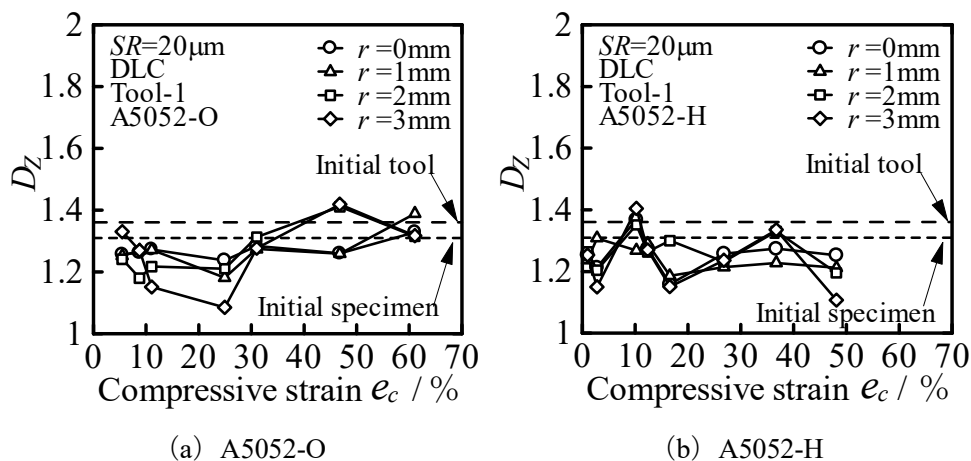 2
1.8
1.6
1.4
1.2
1
D_Z
SR=20μm
DLC
Tool-1
A5052-O
r =0mm
r =1mm
r =2mm
r =3mm
Initial tool
Initial specimen
0 10 20 30 40 50 60 70
Compressive strain e_c / %
(a) A5052-O
2
1.8
1.6
1.4
1.2
1
D_Z
SR=20μm
DLC
Tool-1
A5052-H
r =0mm
r =1mm
r =2mm
r =3mm
Initial tool
Initial specimen
0 10 20 30 40 50 60 70
Compressive strain e_c / %
(b) A5052-H